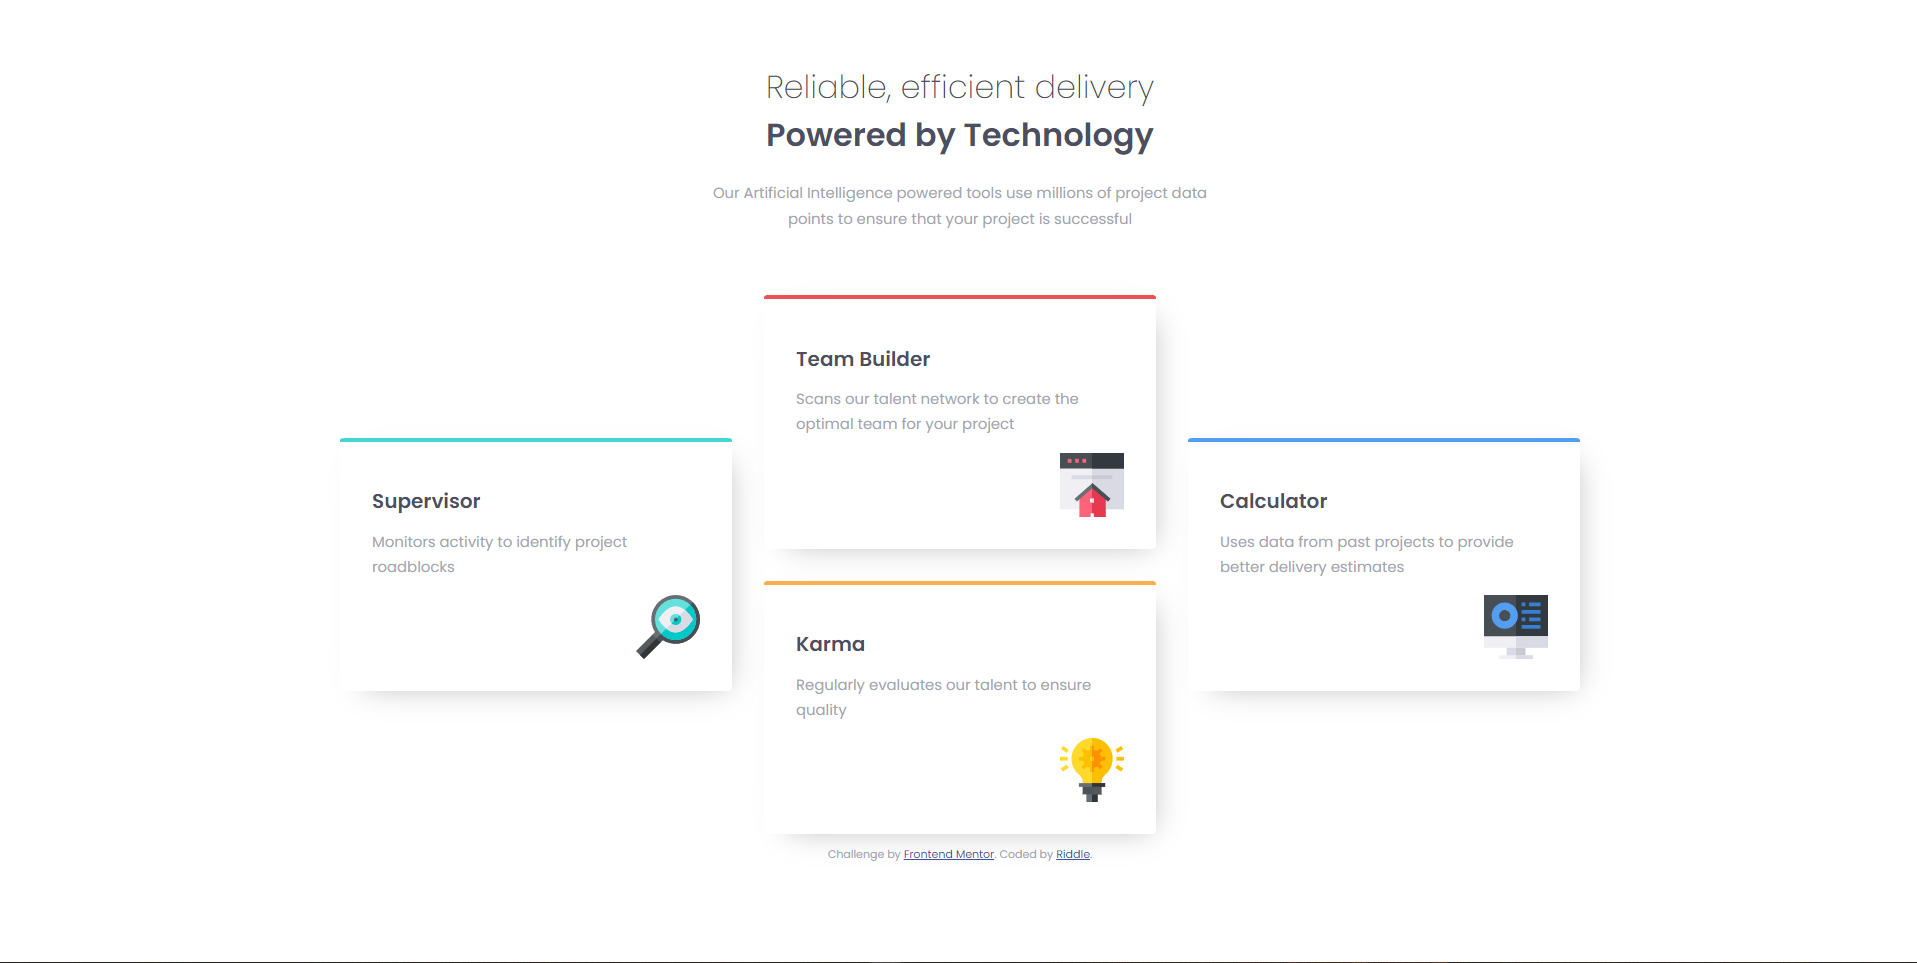 Reliable, efficient delivery
Powered by Technology
Our Artificial Intelligence powered tools use millions of project data
points to ensure that your project is successful
Supervisor
Monitors activity to identify project
roadblocks
Team Builder
Scans our talent network to create the
optimal team for your project
Karma
Regularly evaluates our talent to ensure
quality
Calculator
Uses data from past projects to provide
better delivery estimates
Challenge by Frontend Mentor. Coded by Riddle.